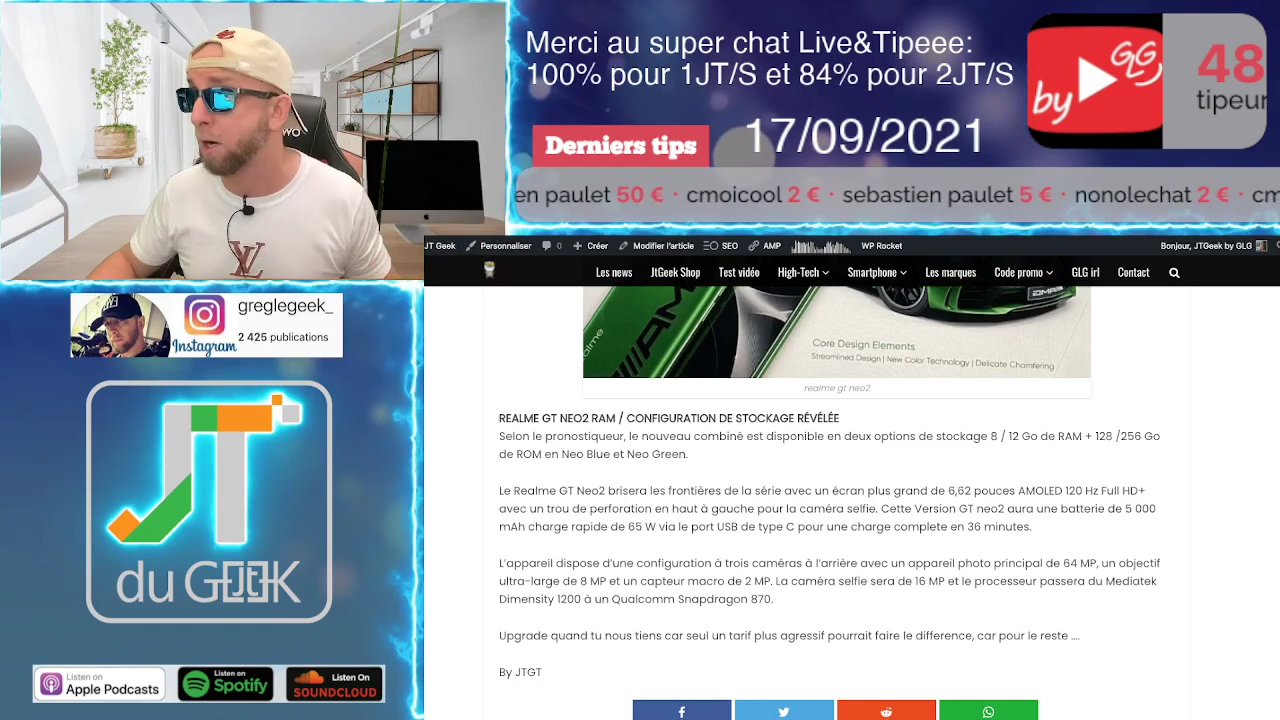 Merci au super chat Live&Tipeee:
100% pour 1JT/S et 84% pour 2JT/S
by GLG
48
tipeur
Derniers tips
17/09/2021
en paulet 50 € · cmoicool 2 € · sebastien paulet 5 € · nonolechat 2 € · cm
JT Geek Personnaliser 0 Créer Modifier l'article SEO AMP WP Rocket Bonjour, JTGeek by GLG
Les news JtGeek Shop Test vidéo High-Tech Smartphone Les marques Code promo GLG irl Contact
greglegeek_
2 425 publications
Instagram
JT
du GEEK
Listen on
Apple Podcasts
Listen on
Spotify
Listen On
SOUNDCLOUD
AMG
realme
Core Design Elements
Streamlined Design | New Color Technology | Delicate Chamfering
realme gt neo2
REALME GT NEO2 RAM / CONFIGURATION DE STOCKAGE RÉVÉLÉE
Selon le pronostiqueur, le nouveau combiné est disponible en deux options de stockage 8 / 12 Go de RAM + 128 /256 Go
de ROM en Neo Blue et Neo Green.
Le Realme GT Neo2 brisera les frontières de la série avec un écran plus grand de 6,62 pouces AMOLED 120 Hz Full HD+
avec un trou de perforation en haut à gauche pour la caméra selfie. Cette Version GT neo2 aura une batterie de 5 000
mAh charge rapide de 65 W via le port USB de type C pour une charge complete en 36 minutes.
L'appareil dispose d'une configuration à trois caméras à l'arrière avec un appareil photo principal de 64 MP, un objectif
ultra-large de 8 MP et un capteur macro de 2 MP. La caméra selfie sera de 16 MP et le processeur passera du Mediatek
Dimensity 1200 à un Qualcomm Snapdragon 870.
Upgrade quand tu nous tiens car seul un tarif plus agressif pourrait faire le difference, car pour le reste ....
By JTGT